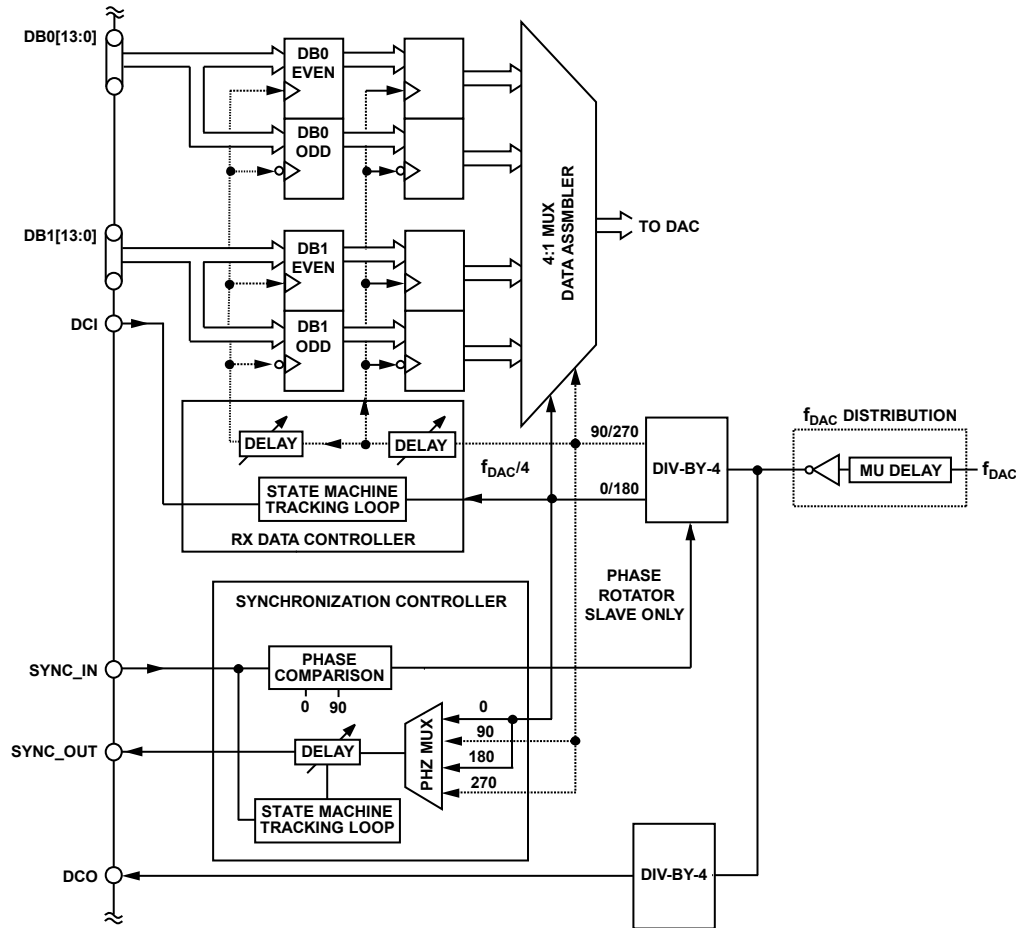 DB0[13:0]
DB0
EVEN
DB0
ODD
DB1[13:0]
DB1
EVEN
DB1
ODD
4:1 MUX
DATA ASSMBLER
TO DAC
DCI
DELAY
DELAY
fDAC/4
STATE MACHINE
TRACKING LOOP
RX DATA CONTROLLER
90/270
0/180
DIV-BY-4
fDAC DISTRIBUTION
MU DELAY
fDAC
PHASE
ROTATOR
SLAVE ONLY
SYNCHRONIZATION CONTROLLER
SYNC_IN
PHASE
COMPARISON
0 90
SYNC_OUT
DELAY
PHZ MUX
0
90
180
270
STATE MACHINE
TRACKING LOOP
DCO
DIV-BY-4